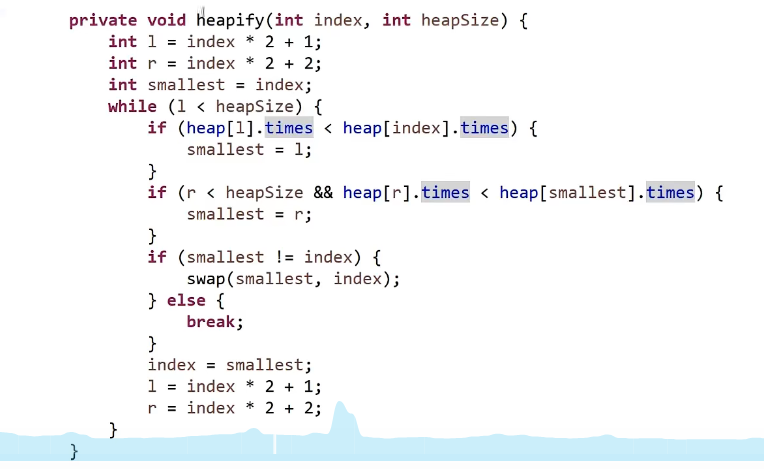 private void heapify(int index, int heapSize) {
int l = index * 2 + 1;
int r = index * 2 + 2;
int smallest = index;
while (l < heapSize) {
if (heap[l].times < heap[index].times) {
smallest = l;
}
if (r < heapSize && heap[r].times < heap[smallest].times) {
smallest = r;
}
if (smallest != index) {
swap(smallest, index);
} else {
break;
}
index = smallest;
l = index * 2 + 1;
r = index * 2 + 2;
}
}